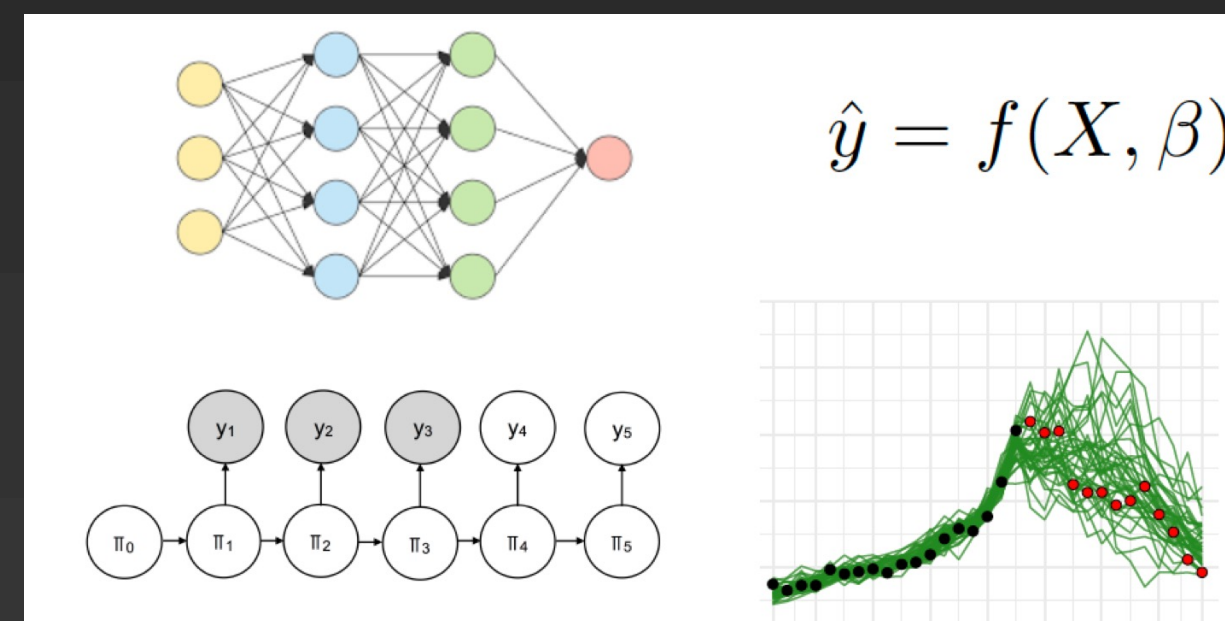 ŷ = f(X, β)
y₁ y₂ y₃ y₄ y₅
π₀ π₁ π₂ π₃ π₄ π₅